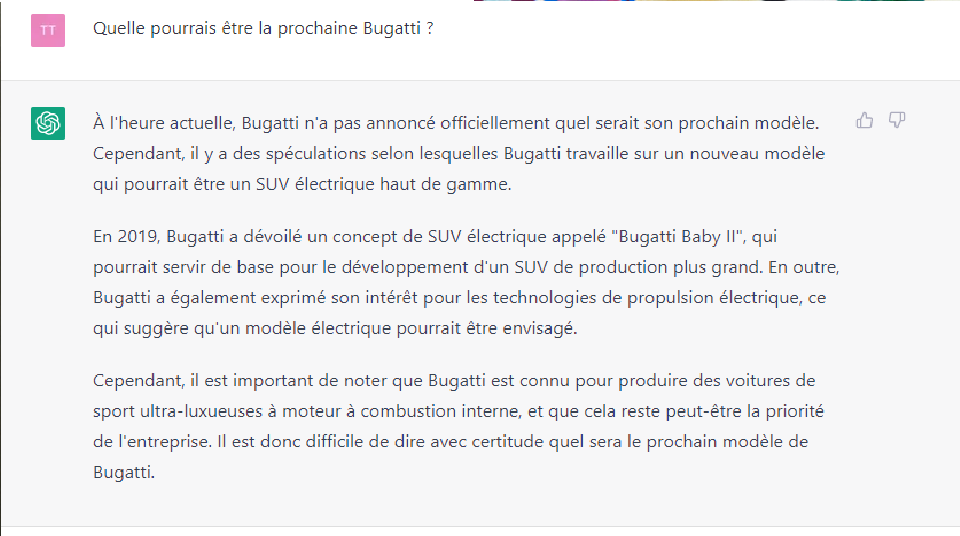 TT
Quelle pourrais être la prochaine Bugatti ?
À l'heure actuelle, Bugatti n'a pas annoncé officiellement quel serait son prochain modèle.
Cependant, il y a des spéculations selon lesquelles Bugatti travaille sur un nouveau modèle
qui pourrait être un SUV électrique haut de gamme.
En 2019, Bugatti a dévoilé un concept de SUV électrique appelé "Bugatti Baby II", qui
pourrait servir de base pour le développement d'un SUV de production plus grand. En outre,
Bugatti a également exprimé son intérêt pour les technologies de propulsion électrique, ce
qui suggère qu'un modèle électrique pourrait être envisagé.
Cependant, il est important de noter que Bugatti est connu pour produire des voitures de
sport ultra-luxueuses à moteur à combustion interne, et que cela reste peut-être la priorité
de l'entreprise. Il est donc difficile de dire avec certitude quel sera le prochain modèle de
Bugatti.